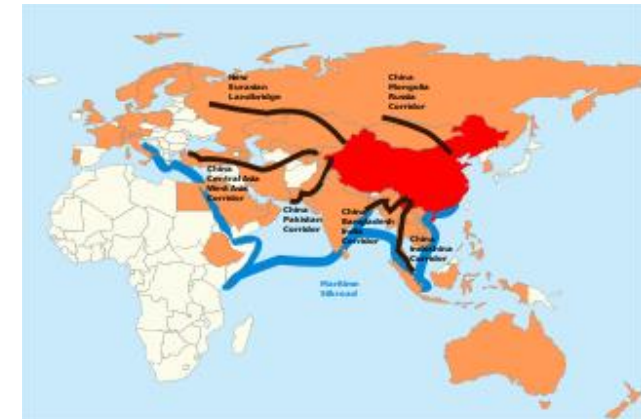 New
Eurasian
Landbridge
China
Mongolia
Russia
Corridor
China
Central Asia
West Asia
Corridor
China
Pakistan
Corridor
China
Bangladesh
India
Corridor
China
Indochina
Corridor
Maritime
Silkroad